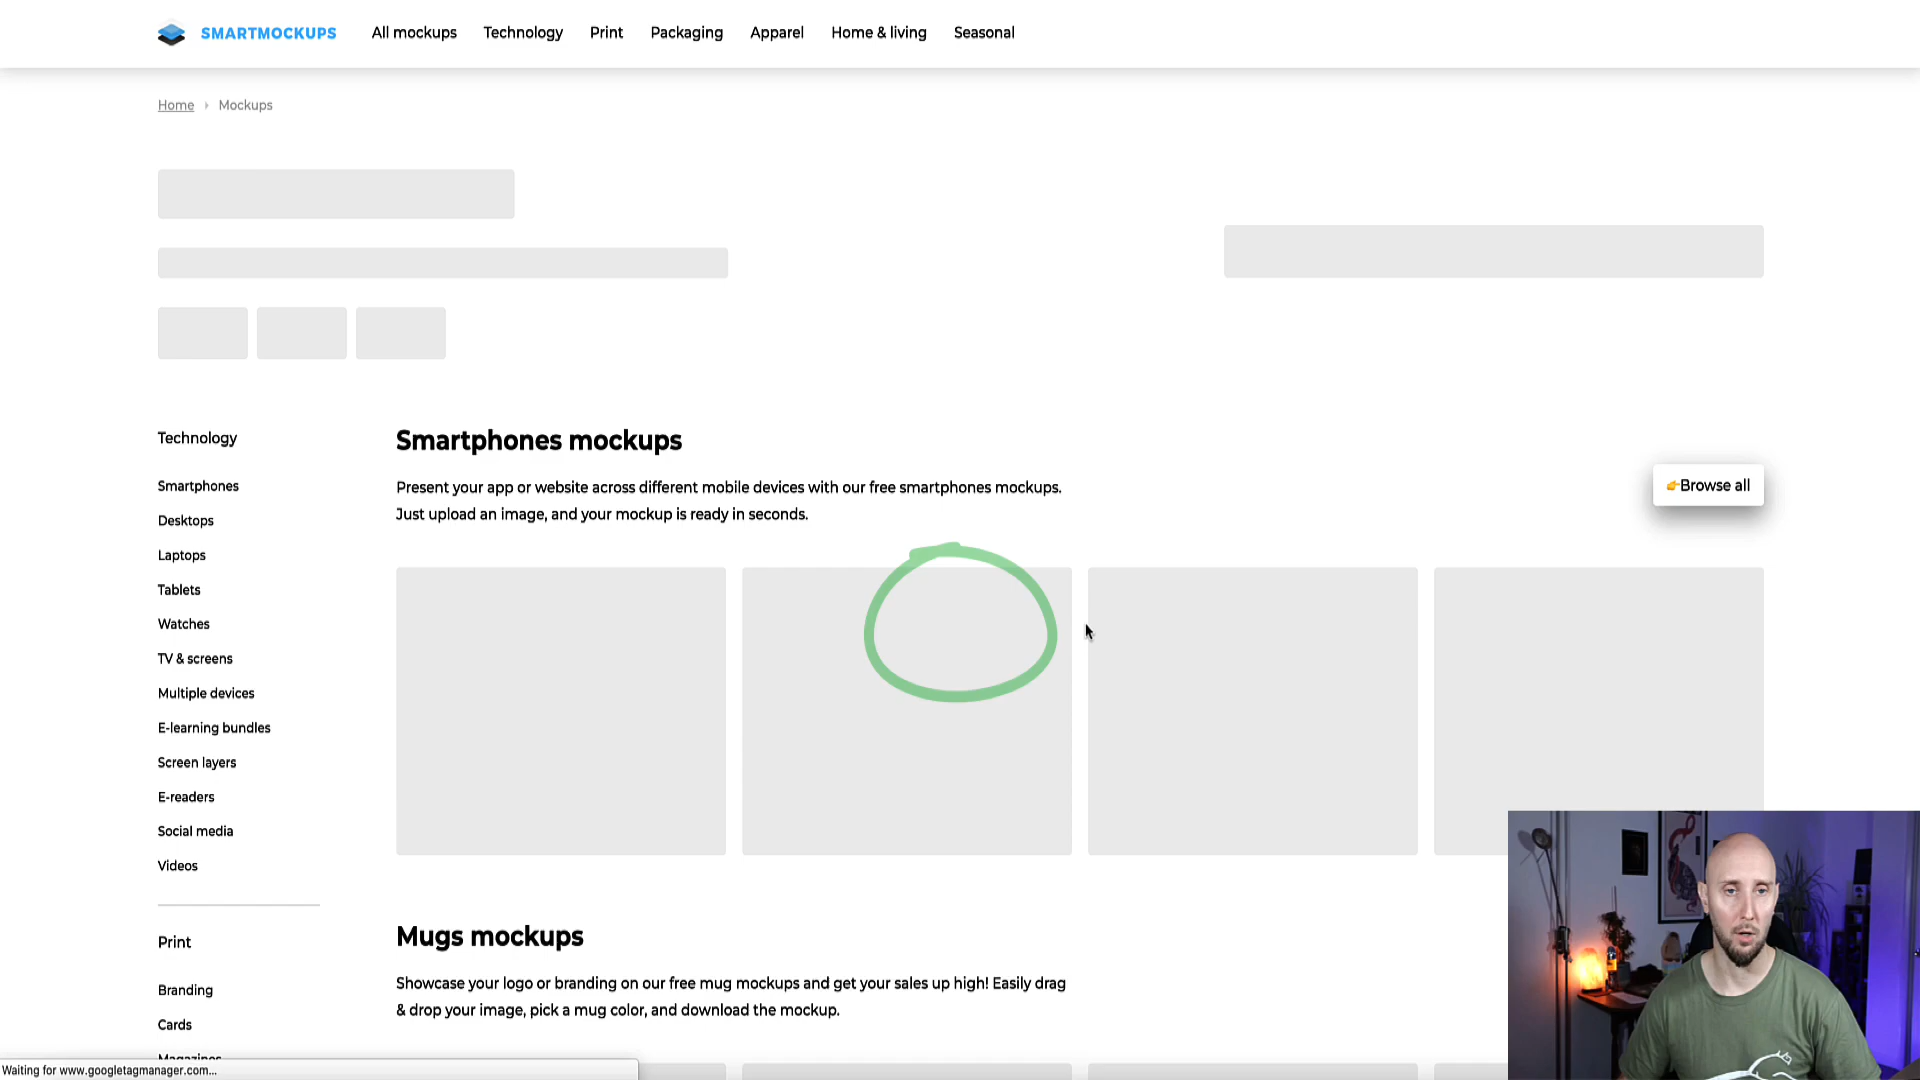 SMARTMOCKUPS
All mockups
Technology
Print
Packaging
Apparel
Home & living
Seasonal
Home
Mockups
Technology
Smartphones
Desktops
Laptops
Tablets
Watches
TV & screens
Multiple devices
E-learning bundles
Screen layers
E-readers
Social media
Videos
Print
Branding
Cards
Magazines
Smartphones mockups
Present your app or website across different mobile devices with our free smartphones mockups.
Just upload an image, and your mockup is ready in seconds.
Browse all
Mugs mockups
Showcase your logo or branding on our free mug mockups and get your sales up high! Easily drag
& drop your image, pick a mug color, and download the mockup.
Waiting for www.googletagmanager.com...